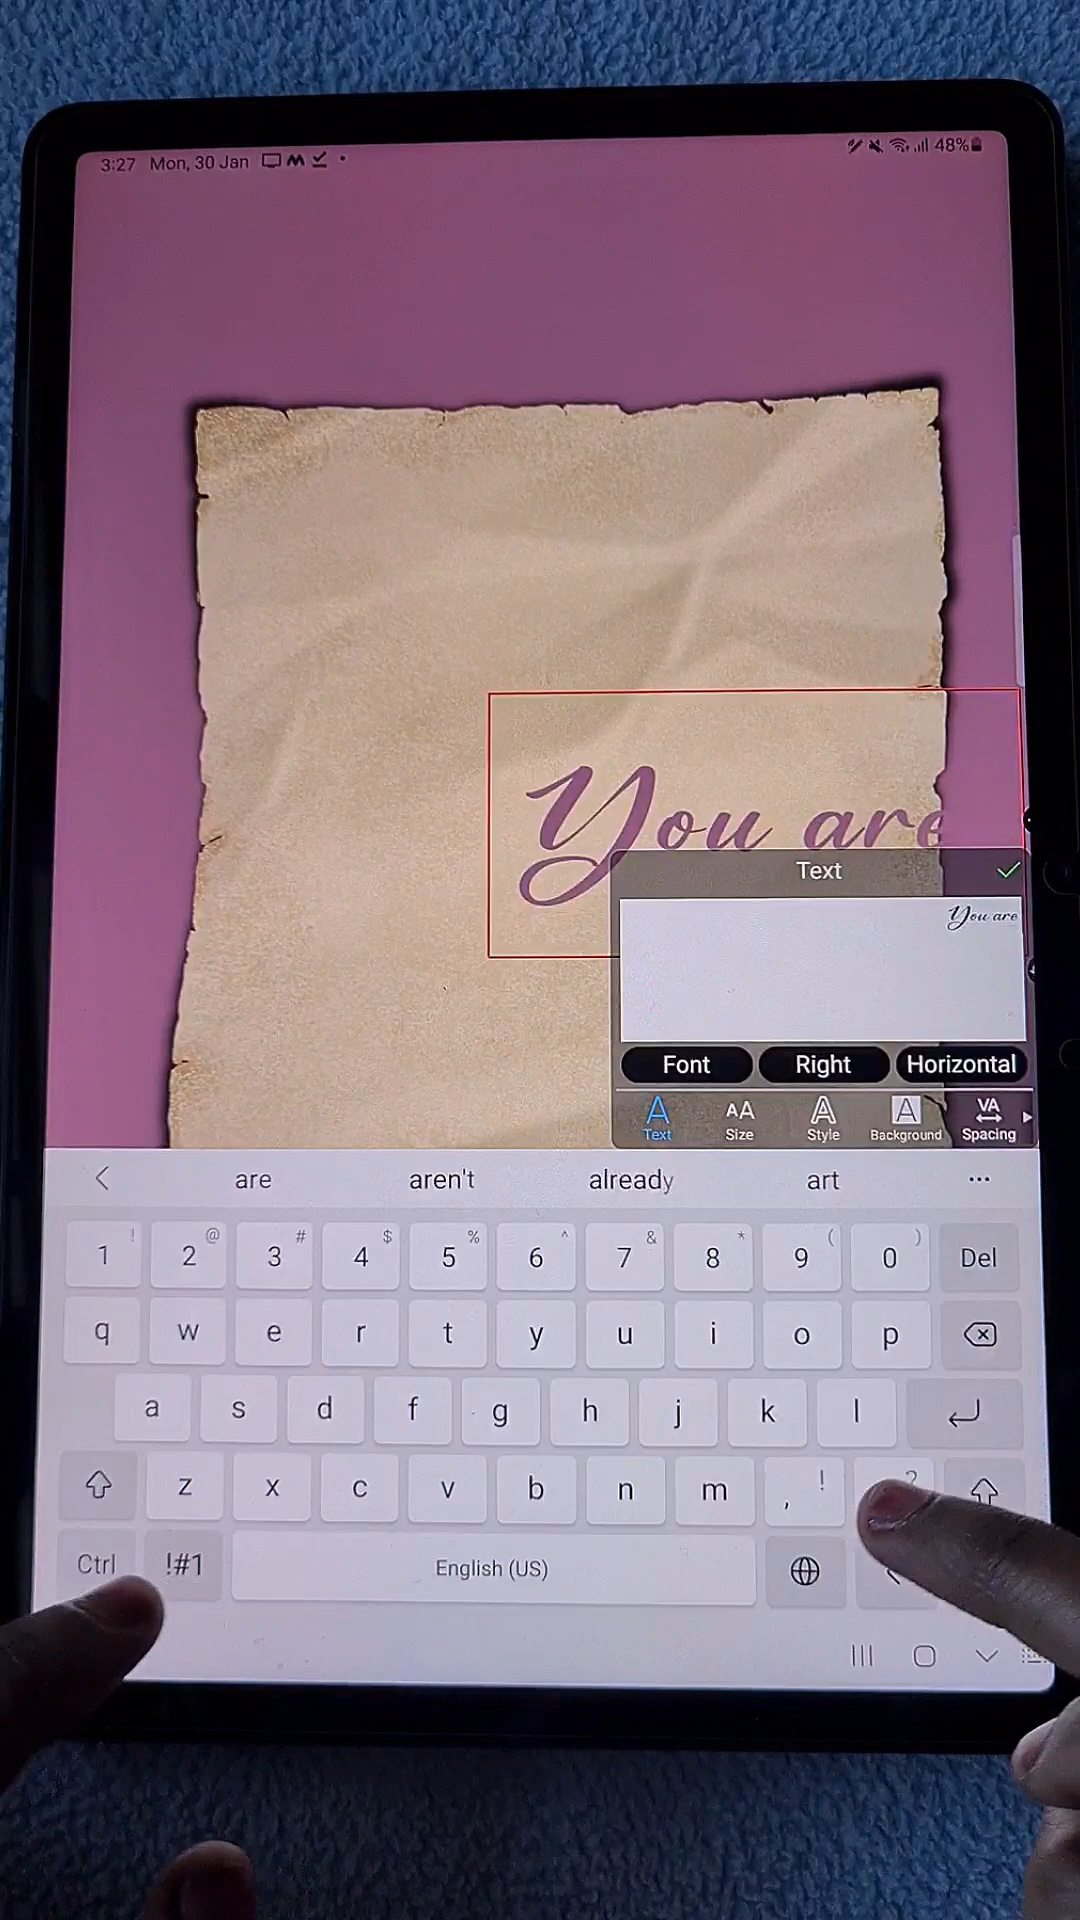 3:27 Mon, 30 Jan 48%
You are
Text
You are
Font Right Horizontal
A AA A A VA
Text Size Style Background Spacing
are aren't already art ...
! @ # $ % ^ & * ( )
1 2 3 4 5 6 7 8 9 0 Del
q w e r t y u i o p
a s d f g h j k l
z x c v b n m , ! ?
Ctrl !#1 English (US)